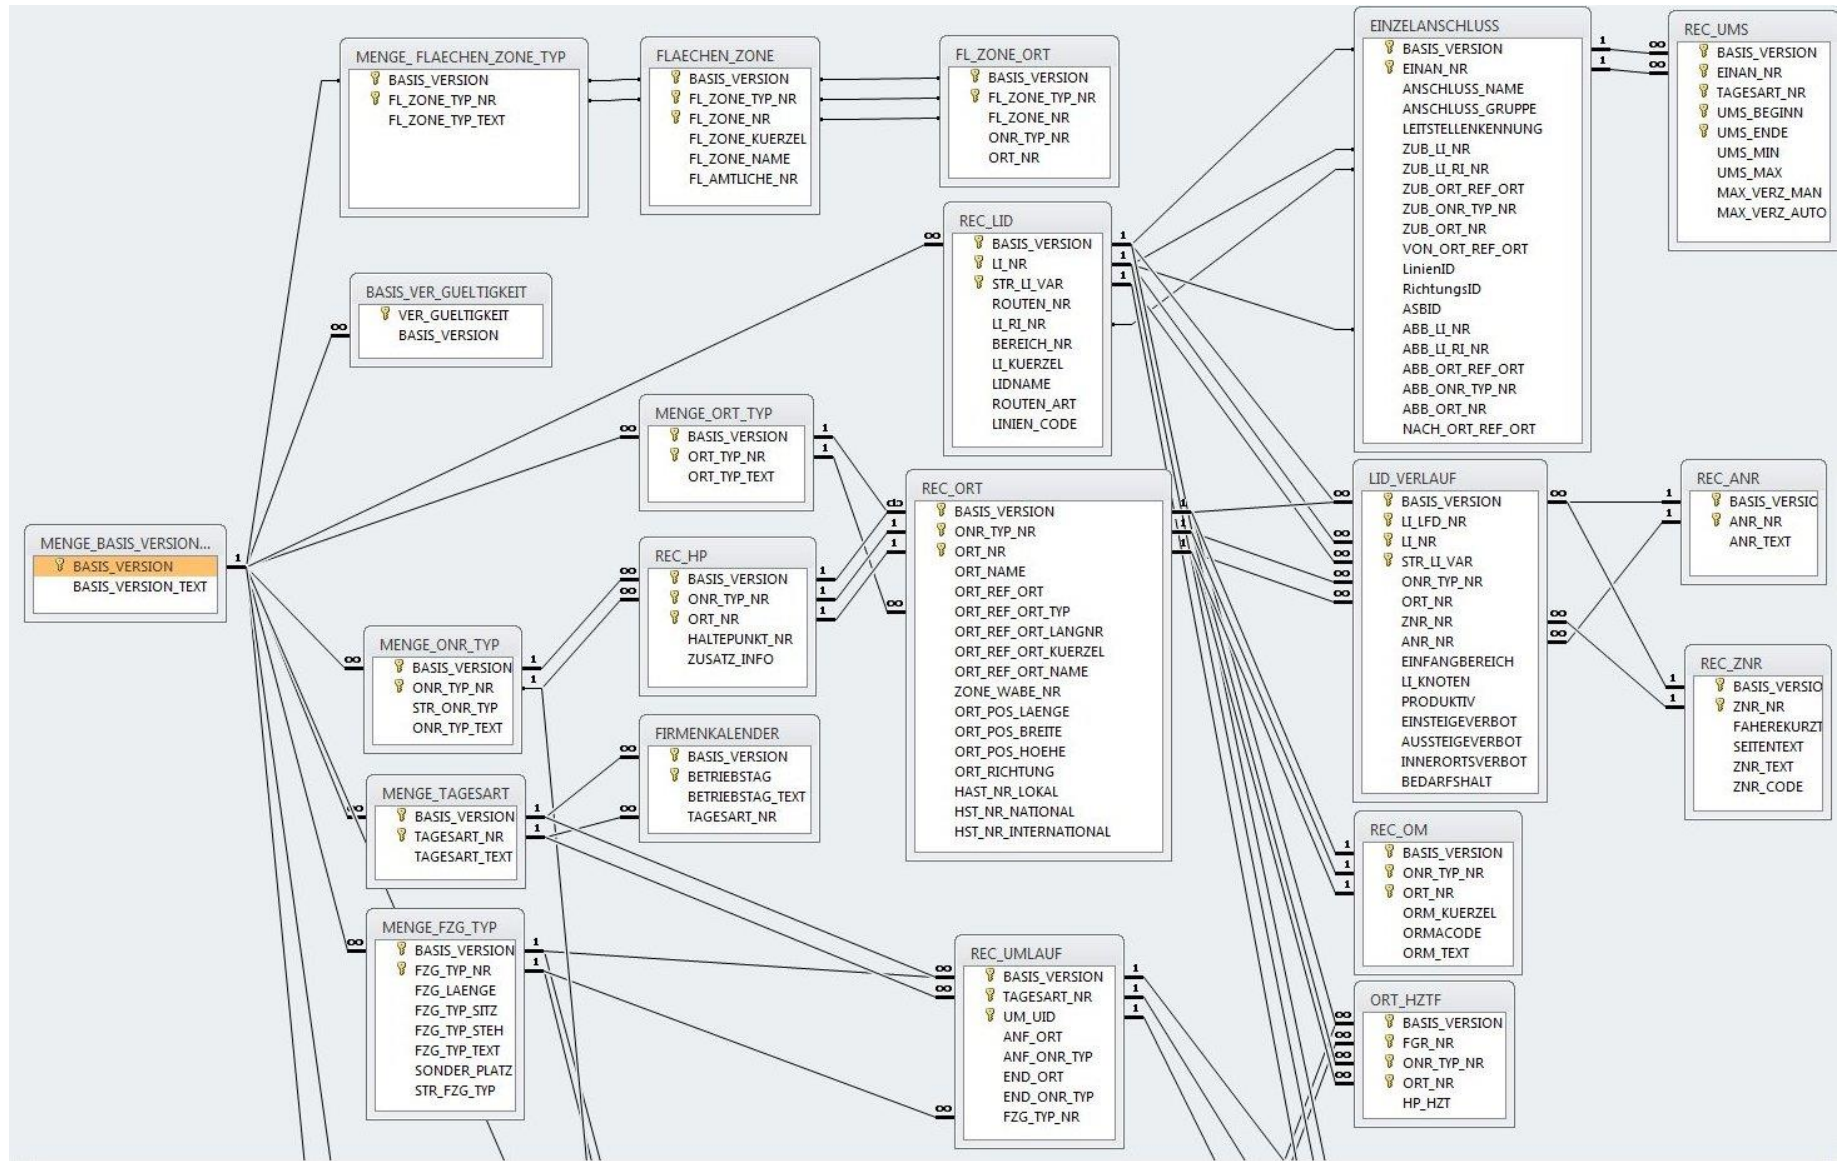 MENGE_FLAECHEN_ZONE_TYP
BASIS_VERSION
FL_ZONE_TYP_NR
FL_ZONE_TYP_TEXT
FLAECHEN_ZONE
BASIS_VERSION
FL_ZONE_TYP_NR
FL_ZONE_NR
FL_ZONE_KUERZEL
FL_ZONE_NAME
FL_AMTLICHE_NR
FL_ZONE_ORT
BASIS_VERSION
FL_ZONE_TYP_NR
FL_ZONE_NR
ONR_TYP_NR
ORT_NR
EINZELANSCHLUSS
BASIS_VERSION
EINAN_NR
ANSCHLUSS_NAME
ANSCHLUSS_GRUPPE
LEITSTELLENKENNUNG
ZUB_LI_NR
ZUB_LI_RI_NR
ZUB_ORT_REF_ORT
ZUB_ONR_TYP_NR
ZUB_ORT_NR
VON_ORT_REF_ORT
LinienID
RichtungsID
ASBID
ABB_LI_NR
ABB_LI_RI_NR
ABB_ORT_REF_ORT
ABB_ONR_TYP_NR
ABB_ORT_NR
NACH_ORT_REF_ORT
REC_UMS
BASIS_VERSION
EINAN_NR
TAGESART_NR
UMS_BEGINN
UMS_ENDE
UMS_MIN
UMS_MAX
MAX_VERZ_MAN
MAX_VERZ_AUTO
REC_LID
BASIS_VERSION
LI_NR
STR_LI_VAR
ROUTEN_NR
LI_RI_NR
BEREICH_NR
LI_KUERZEL
LIDNAME
ROUTEN_ART
LINIEN_CODE
BASIS_VER_GUELTIGKEIT
VER_GUELTIGKEIT
BASIS_VERSION
MENGE_ORT_TYP
BASIS_VERSION
ORT_TYP_NR
ORT_TYP_TEXT
REC_ORT
BASIS_VERSION
ONR_TYP_NR
ORT_NR
ORT_NAME
ORT_REF_ORT
ORT_REF_ORT_TYP
ORT_REF_ORT_LANGNR
ORT_REF_ORT_KUERZEL
ORT_REF_ORT_NAME
ZONE_WABE_NR
ORT_POS_LAENGE
ORT_POS_BREITE
ORT_POS_HOEHE
ORT_RICHTUNG
HAST_NR_LOKAL
HST_NR_NATIONAL
HST_NR_INTERNATIONAL
LID_VERLAUF
BASIS_VERSION
LI_LFD_NR
LI_NR
STR_LI_VAR
ONR_TYP_NR
ORT_NR
ZNR_NR
ANR_NR
EINFANGBEREICH
LI_KNOTEN
PRODUKTIV
EINSTEIGEVERBOT
AUSSTEIGEVERBOT
INNERORTSVERBOT
BEDARFSHALT
REC_ANR
BASIS_VERSIO
ANR_NR
ANR_TEXT
MENGE_BASIS_VERSION...
BASIS_VERSION
BASIS_VERSION_TEXT
REC_HP
BASIS_VERSION
ONR_TYP_NR
ORT_NR
HALTEPUNKT_NR
ZUSATZ_INFO
MENGE_ONR_TYP
BASIS_VERSION
ONR_TYP_NR
STR_ONR_TYP
ONR_TYP_TEXT
REC_ZNR
BASIS_VERSIO
ZNR_NR
FAHEREKURZT
SEITENTEXT
ZNR_TEXT
ZNR_CODE
FIRMENKALENDER
BASIS_VERSION
BETRIEBSTAG
BETRIEBSTAG_TEXT
TAGESART_NR
MENGE_TAGESART
BASIS_VERSION
TAGESART_NR
TAGESART_TEXT
REC_OM
BASIS_VERSION
ONR_TYP_NR
ORT_NR
ORM_KUERZEL
ORMACODE
ORM_TEXT
MENGE_FZG_TYP
BASIS_VERSION
FZG_TYP_NR
FZG_LAENGE
FZG_TYP_SITZ
FZG_TYP_STEH
FZG_TYP_TEXT
SONDER_PLATZ
STR_FZG_TYP
REC_UMLAUF
BASIS_VERSION
TAGESART_NR
UM_UID
ANF_ORT
ANF_ONR_TYP
END_ORT
END_ONR_TYP
FZG_TYP_NR
ORT_HZTF
BASIS_VERSION
FGR_NR
ONR_TYP_NR
ORT_NR
HP_HZT